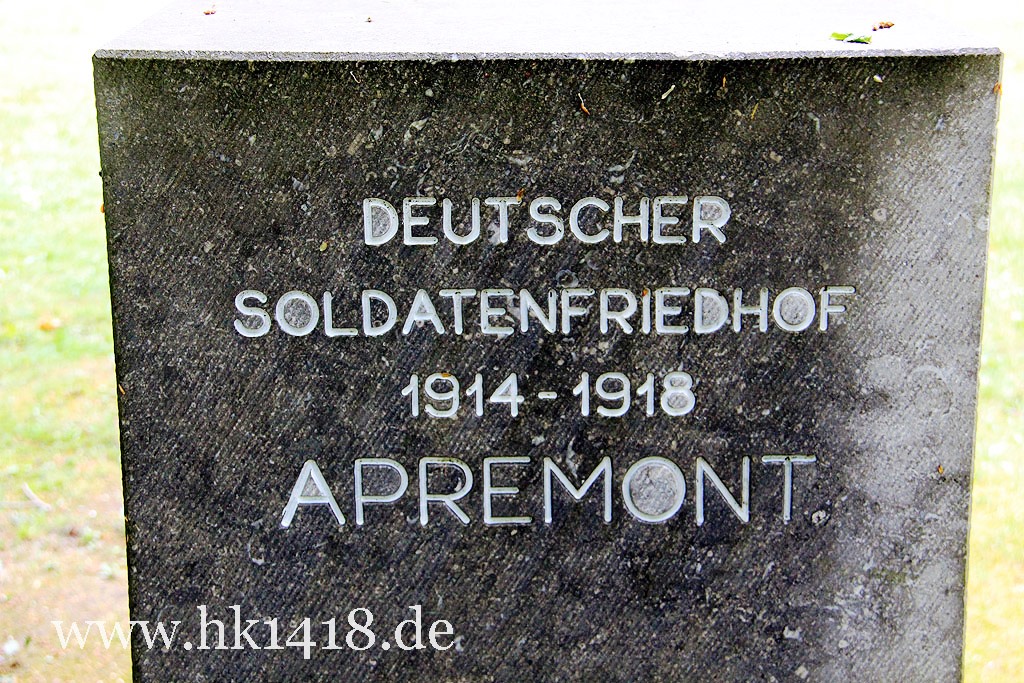 DEUTSCHER
SOLDATENFRIEDHOF
1914 - 1918
APREMONT
www.hk1418.de